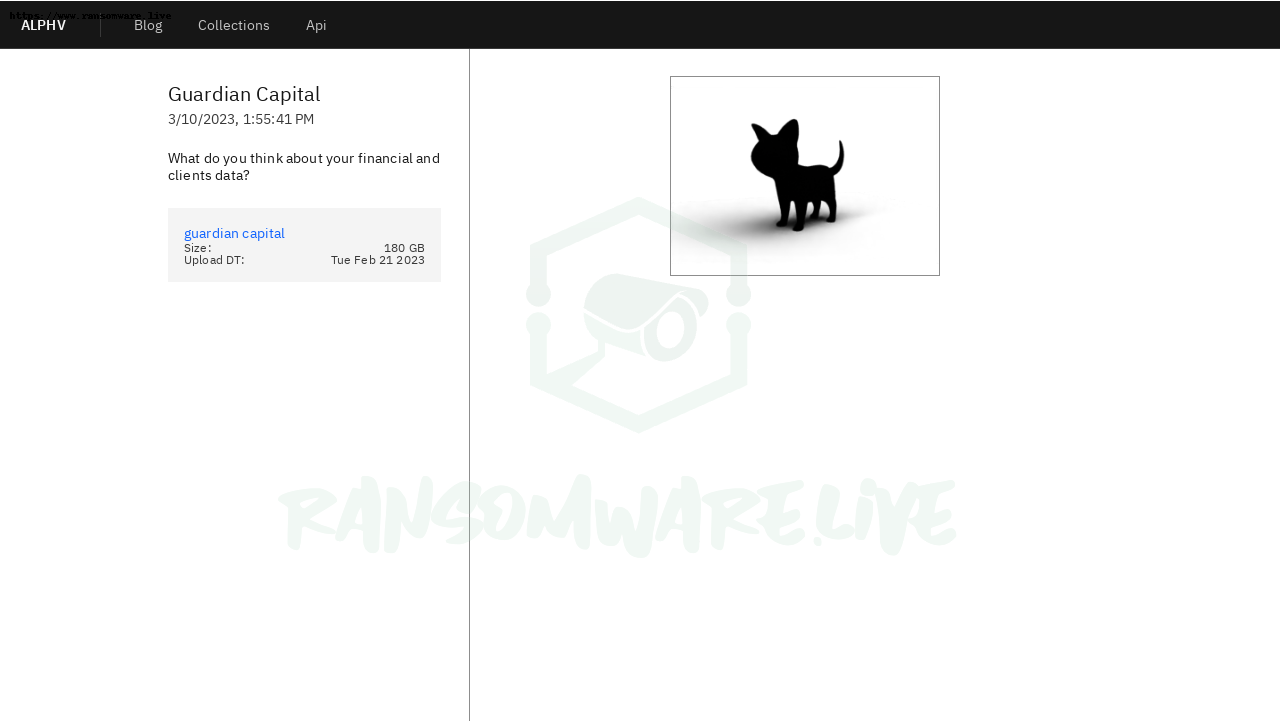 https://www.ransomware.live
ALPHV
Blog
Collections
Api
Guardian Capital
3/10/2023, 1:55:41 PM
What do you think about your financial and
clients data?
guardian capital
Size: 180 GB
Upload DT: Tue Feb 21 2023
RANSOMWARE.LIVE